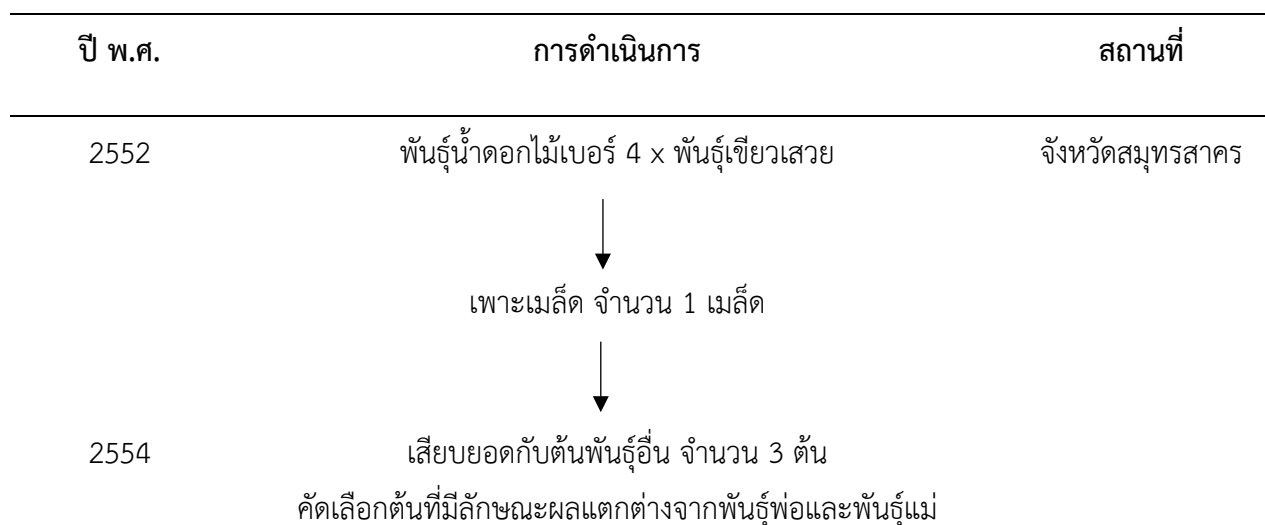 ปี พ.ศ. การดำเนินการ สถานที่
2552 พันธุ์น้ำดอกไม้เบอร์ 4 x พันธุ์เขียวเสวย จังหวัดสมุทรสาคร
เพาะเมล็ด จำนวน 1 เมล็ด
2554 เสียบยอดกับต้นพันธุ์อื่น จำนวน 3 ต้น
คัดเลือกต้นที่มีลักษณะผลแตกต่างจากพันธุ์พ่อและพันธุ์แม่